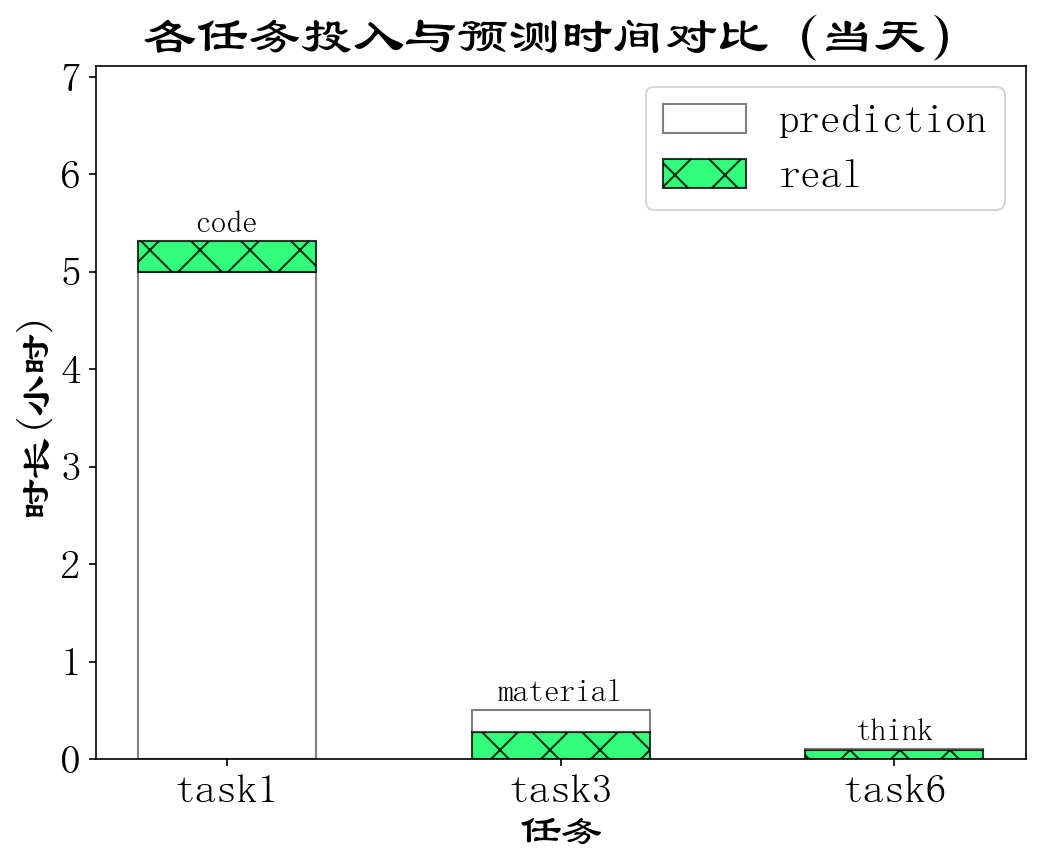 各任务投入与预测时间对比 (当天)
prediction
real
7
6
5
4
3
2
1
0
时长(小时)
code
material
think
task1
task3
task6
任务